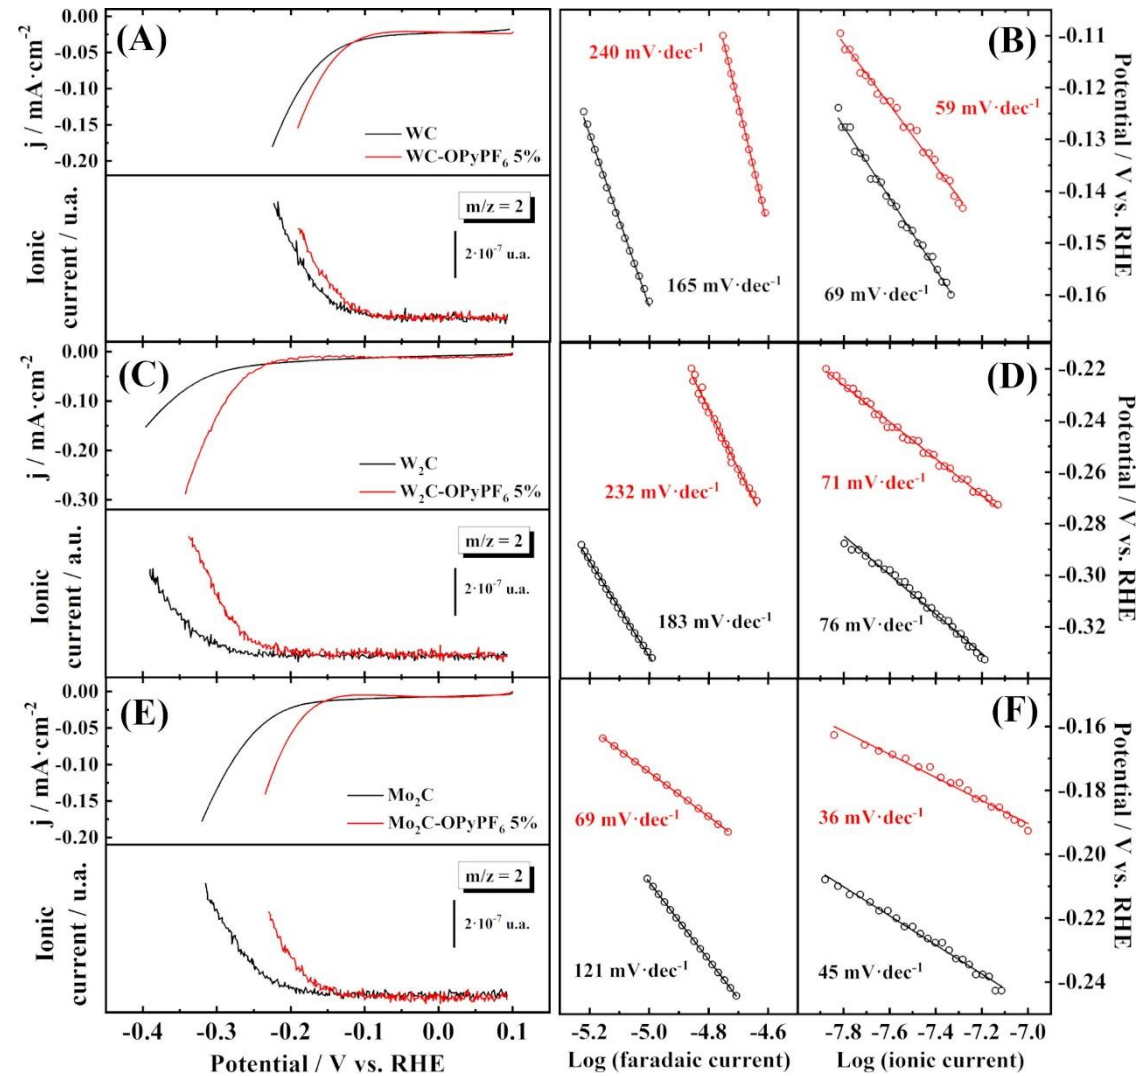 (A)
j / mA·cm-2
0.00
-0.05
-0.10
-0.15
-0.20
WC
WC-OPyPF6 5%
Ionic
current / u.a.
m/z = 2
2·10-7 u.a.
(B)
240 mV·dec-1
165 mV·dec-1
59 mV·dec-1
69 mV·dec-1
-0.11
-0.12
-0.13
-0.14
-0.15
-0.16
Potential / V vs. RHE
(C)
j / mA·cm-2
0.00
-0.10
-0.20
-0.30
W2C
W2C-OPyPF6 5%
Ionic
current / a.u.
m/z = 2
2·10-7 u.a.
(D)
232 mV·dec-1
183 mV·dec-1
71 mV·dec-1
76 mV·dec-1
-0.22
-0.24
-0.26
-0.28
-0.30
-0.32
Potential / V vs. RHE
(E)
j / mA·cm-2
0.00
-0.05
-0.10
-0.15
-0.20
Mo2C
Mo2C-OPyPF6 5%
Ionic
current / u.a.
m/z = 2
2·10-7 u.a.
-0.4 -0.3 -0.2 -0.1 0.0 0.1
Potential / V vs. RHE
(F)
69 mV·dec-1
121 mV·dec-1
36 mV·dec-1
45 mV·dec-1
-0.16
-0.18
-0.20
-0.22
-0.24
Potential / V vs. RHE
-5.2 -5.0 -4.8 -4.6
Log (faradaic current)
-7.8 -7.6 -7.4 -7.2 -7.0
Log (ionic current)